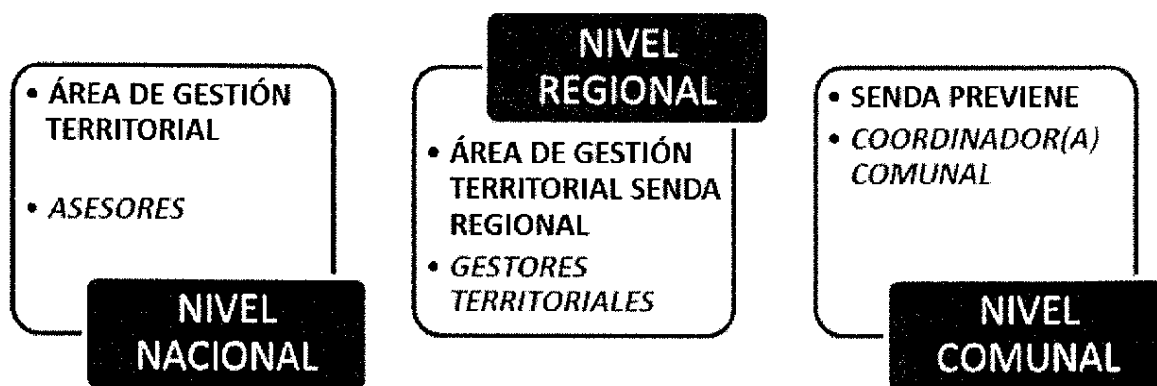 • ÁREA DE GESTIÓN
TERRITORIAL
• ASESORES
NIVEL
NACIONAL
NIVEL
REGIONAL
• ÁREA DE GESTIÓN
TERRITORIAL SENDA
REGIONAL
• GESTORES
TERRITORIALES
• SENDA PREVIENE
• COORDINADOR(A)
COMUNAL
NIVEL
COMUNAL